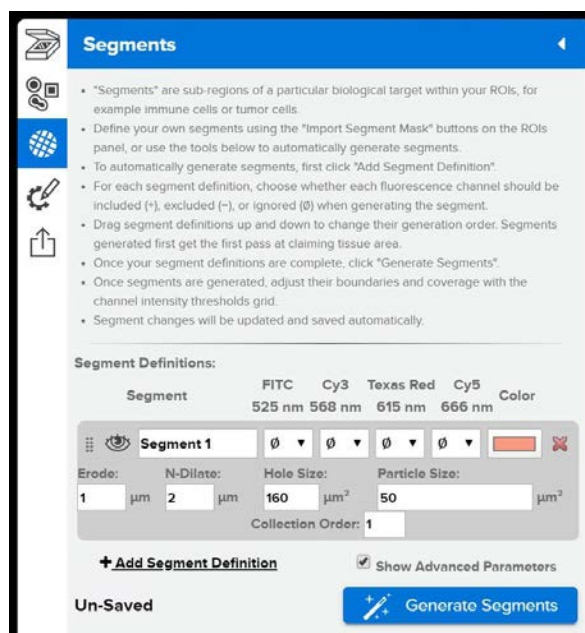 Segments
• "Segments" are sub-regions of a particular biological target within your ROIs, for
example immune cells or tumor cells.
• Define your own segments using the "Import Segment Mask" buttons on the ROIs
panel, or use the tools below to automatically generate segments.
• To automatically generate segments, first click "Add Segment Definition".
• For each segment definition, choose whether each fluorescence channel should be
included (+), excluded (−), or ignored (Ø) when generating the segment.
• Drag segment definitions up and down to change their generation order. Segments
generated first get the first pass at claiming tissue area.
• Once your segment definitions are complete, click "Generate Segments".
• Once segments are generated, adjust their boundaries and coverage with the
channel intensity thresholds grid.
• Segment changes will be updated and saved automatically.
Segment Definitions:
Segment FITC Cy3 Texas Red Cy5 Color
525 nm 568 nm 615 nm 666 nm
Segment 1 Ø Ø Ø Ø
Erode: N-Dilate: Hole Size: Particle Size:
1 μm 2 μm 160 μm² 50 μm²
Collection Order: 1
+ Add Segment Definition Show Advanced Parameters
Un-Saved Generate Segments